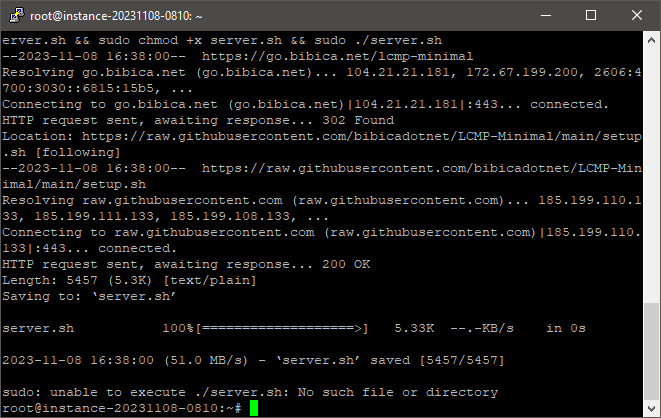 root@instance-20231108-0810: ~
erver.sh && sudo chmod +x server.sh && sudo ./server.sh
--2023-11-08 16:38:00--  https://go.bibica.net/lcmp-minimal
Resolving go.bibica.net (go.bibica.net)... 104.21.21.181, 172.67.199.200, 2606:4
700:3030::6815:15b5, ...
Connecting to go.bibica.net (go.bibica.net)|104.21.21.181|:443... connected.
HTTP request sent, awaiting response... 302 Found
Location: https://raw.githubusercontent.com/bibicadotnet/LCMP-Minimal/main/setup
.sh [following]
--2023-11-08 16:38:00--  https://raw.githubusercontent.com/bibicadotnet/LCMP-Min
imal/main/setup.sh
Resolving raw.githubusercontent.com (raw.githubusercontent.com)... 185.199.110.1
33, 185.199.111.133, 185.199.108.133, ...
Connecting to raw.githubusercontent.com (raw.githubusercontent.com)|185.199.110.
133|:443... connected.
HTTP request sent, awaiting response... 200 OK
Length: 5457 (5.3K) [text/plain]
Saving to: ‘server.sh’
server.sh           100%[===================>]   5.33K  --.-KB/s    in 0s
2023-11-08 16:38:00 (51.0 MB/s) - ‘server.sh’ saved [5457/5457]
sudo: unable to execute ./server.sh: No such file or directory
root@instance-20231108-0810:~#